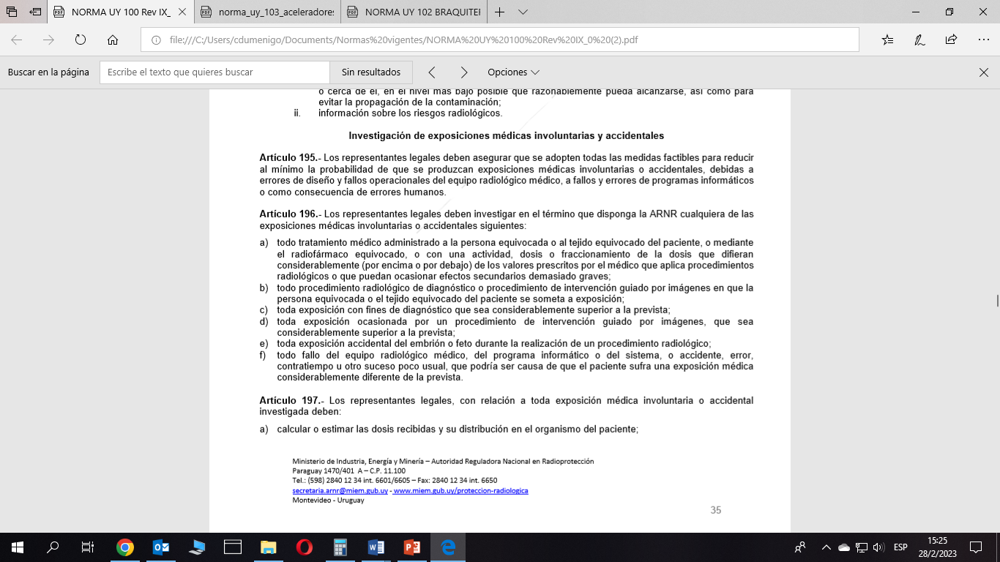 NORMA UY 100 Rev IX_
norma_uy_103_aceleradores
NORMA UY 102 BRAQUITEI
file:///C:/Users/cdumenigo/Documents/Normas%20vigentes/NORMA%20UY%20100%20Rev%20IX_0%20(2).pdf
Buscar en la página
Escribe el texto que quieres buscar
Sin resultados
Opciones
o cerca de él, en el nivel más bajo posible que razonablemente pueda alcanzarse, así como para
evitar la propagación de la contaminación;
ii. información sobre los riesgos radiológicos.
Investigación de exposiciones médicas involuntarias y accidentales
Artículo 195.- Los representantes legales deben asegurar que se adopten todas las medidas factibles para reducir
al mínimo la probabilidad de que se produzcan exposiciones médicas involuntarias o accidentales, debidas a
errores de diseño y fallos operacionales del equipo radiológico médico, a fallos y errores de programas informáticos
o como consecuencia de errores humanos.
Artículo 196.- Los representantes legales deben investigar en el término que disponga la ARNR cualquiera de las
exposiciones médicas involuntarias o accidentales siguientes:
a) todo tratamiento médico administrado a la persona equivocada o al tejido equivocado del paciente, o mediante
el radiofármaco equivocado, o con una actividad, dosis o fraccionamiento de la dosis que difieran
considerablemente (por encima o por debajo) de los valores prescritos por el médico que aplica procedimientos
radiológicos o que puedan ocasionar efectos secundarios demasiado graves;
b) todo procedimiento radiológico de diagnóstico o procedimiento de intervención guiado por imágenes en que la
persona equivocada o el tejido equivocado del paciente se someta a exposición;
c) toda exposición con fines de diagnóstico que sea considerablemente superior a la prevista;
d) toda exposición ocasionada por un procedimiento de intervención guiado por imágenes, que sea
considerablemente superior a la prevista;
e) toda exposición accidental del embrión o feto durante la realización de un procedimiento radiológico;
f) todo fallo del equipo radiológico médico, del programa informático o del sistema, o accidente, error,
contratiempo u otro suceso poco usual, que podría ser causa de que el paciente sufra una exposición médica
considerablemente diferente de la prevista.
Artículo 197.- Los representantes legales, con relación a toda exposición médica involuntaria o accidental
investigada deben:
a) calcular o estimar las dosis recibidas y su distribución en el organismo del paciente;
Ministerio de Industria, Energía y Minería – Autoridad Reguladora Nacional en Radioprotección
Paraguay 1470/401 A – C.P. 11.100
Tel.: (598) 2840 12 34 int. 6601/6605 – Fax: 2840 12 34 int. 6650
secretaria.arnr@miem.gub.uy - www.miem.gub.uy/proteccion-radiologica
Montevideo - Uruguay
35
ESP
15:25
28/2/2023